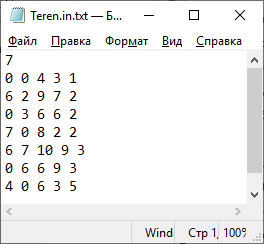 Teren.in.txt — Б...
Файл Правка Формат Вид Справка
7
0 0 4 3 1
6 2 9 7 2
0 3 6 6 2
7 0 8 2 2
6 7 10 9 3
0 6 6 9 3
4 0 6 3 5
Wind Стр 1, 100%